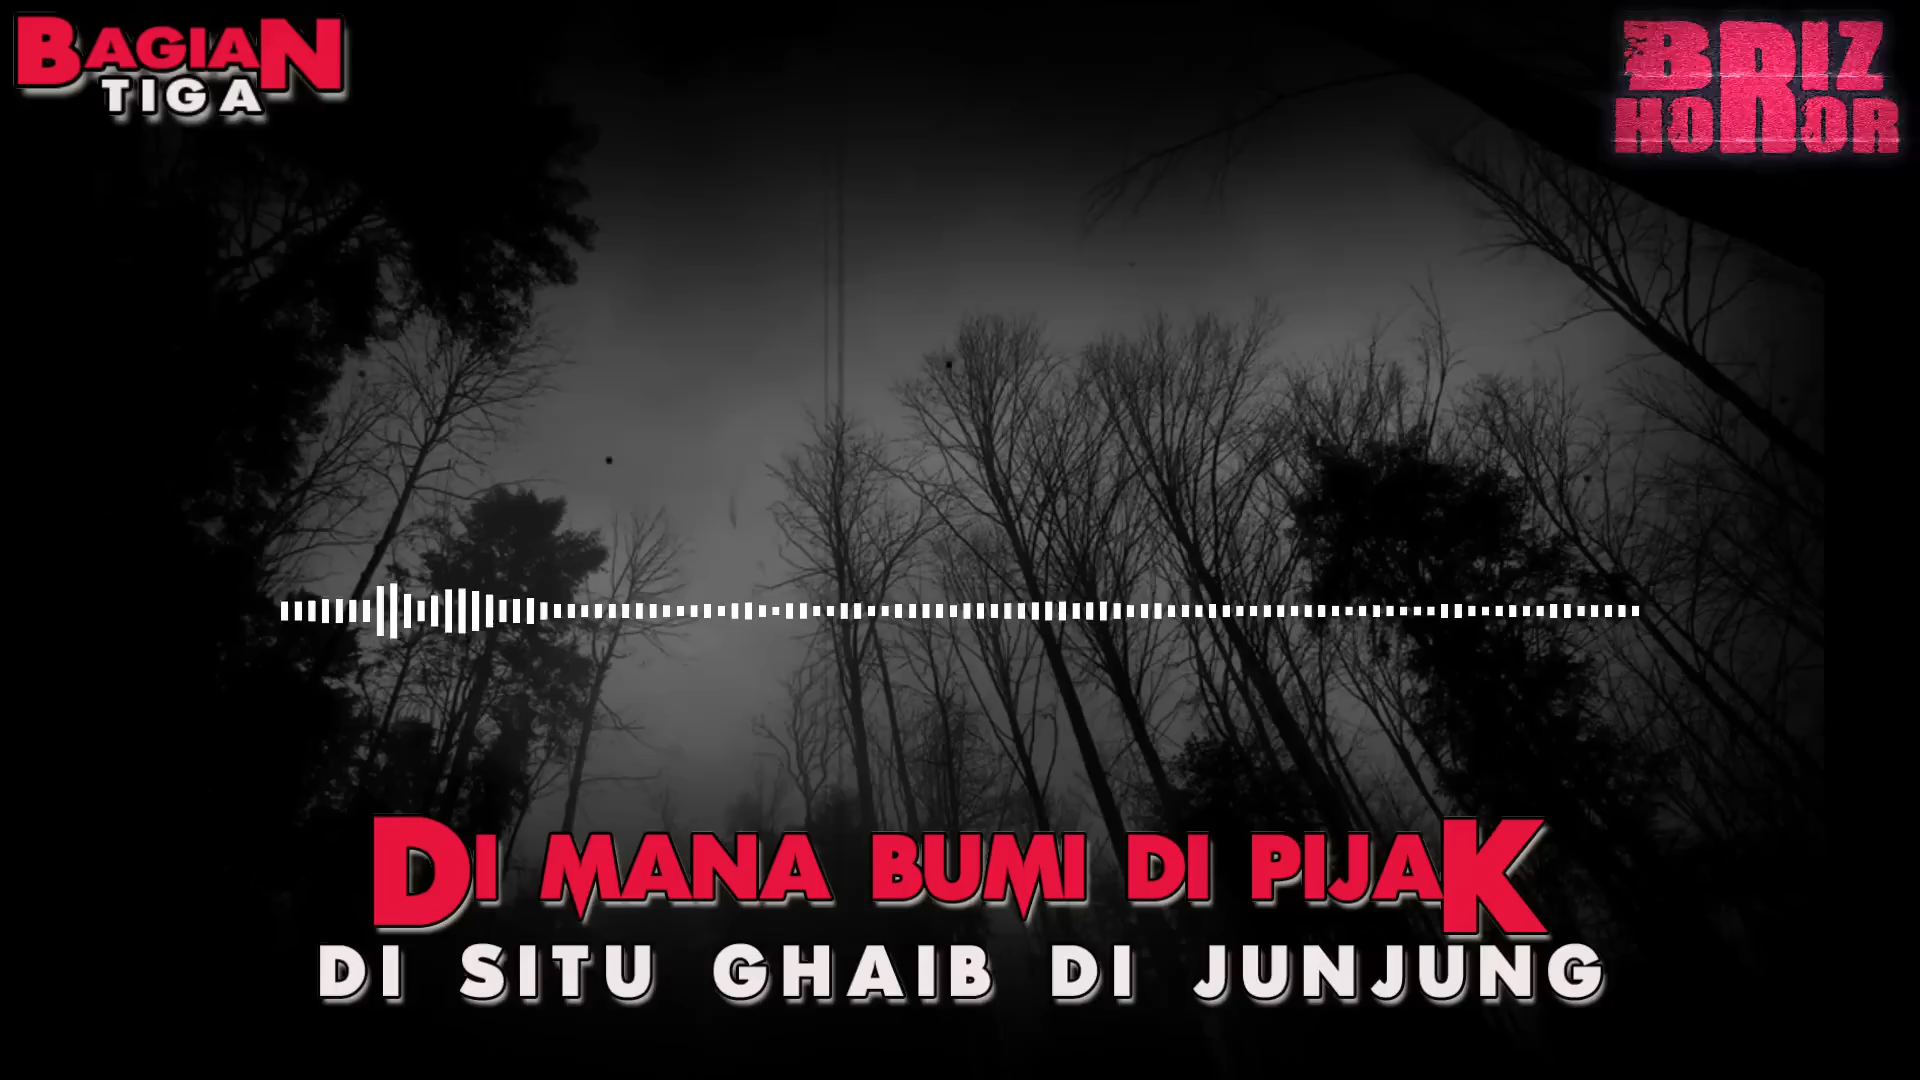 BAGIAN
TIGA
BRIZ
HOROR
DI MANA BUMI DI PIJAK
DI SITU GHAIB DI JUNJUNG